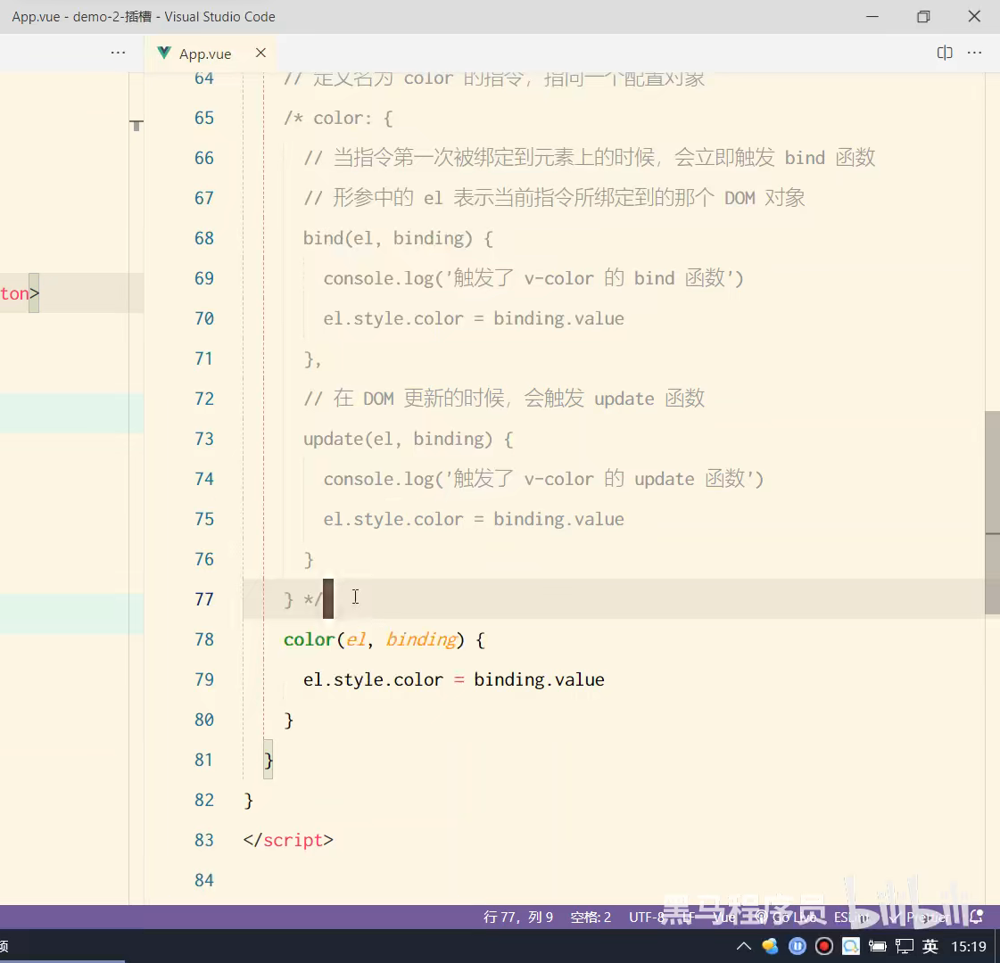 App.vue - demo-2-插槽 - Visual Studio Code
App.vue
64 // 定义名为 color 的指令，指向一个配置对象
65 /* color: {
66 // 当指令第一次被绑定到元素上的时候，会立即触发 bind 函数
67 // 形参中的 el 表示当前指令所绑定到的那个 DOM 对象
68 bind(el, binding) {
69 console.log('触发了 v-color 的 bind 函数')
ton>
70 el.style.color = binding.value
71 },
72 // 在 DOM 更新的时候，会触发 update 函数
73 update(el, binding) {
74 console.log('触发了 v-color 的 update 函数')
75 el.style.color = binding.value
76 }
77 } */
78 color(el, binding) {
79 el.style.color = binding.value
80 }
81 }
82 }
83 </script>
84
黑马程序员 bilibili
行 77，列 9 空格: 2 UTF-8 LF Vue Go Live ESLint Prettier
频 英 15:19